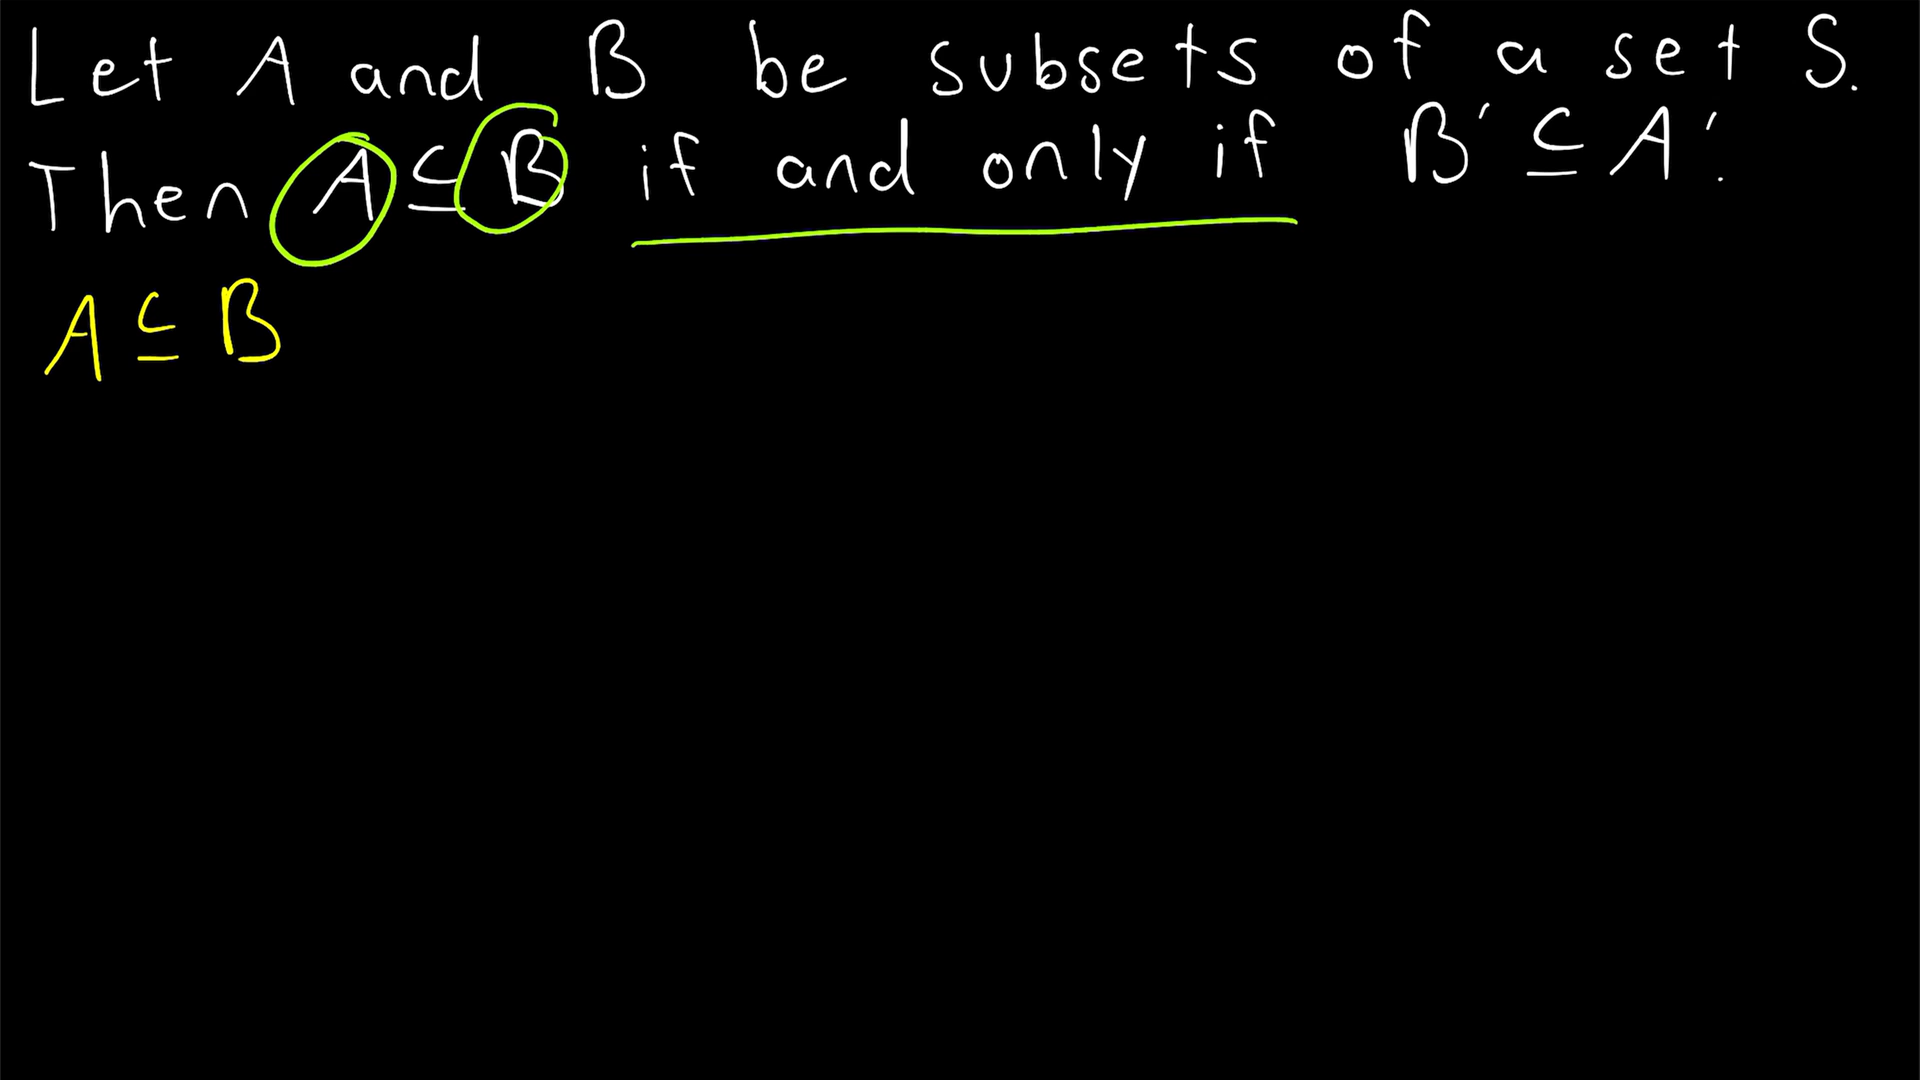 Let A and B be subsets of a set S.
Then A ⊆ B if and only if B' ⊆ A'.
A ⊆ B